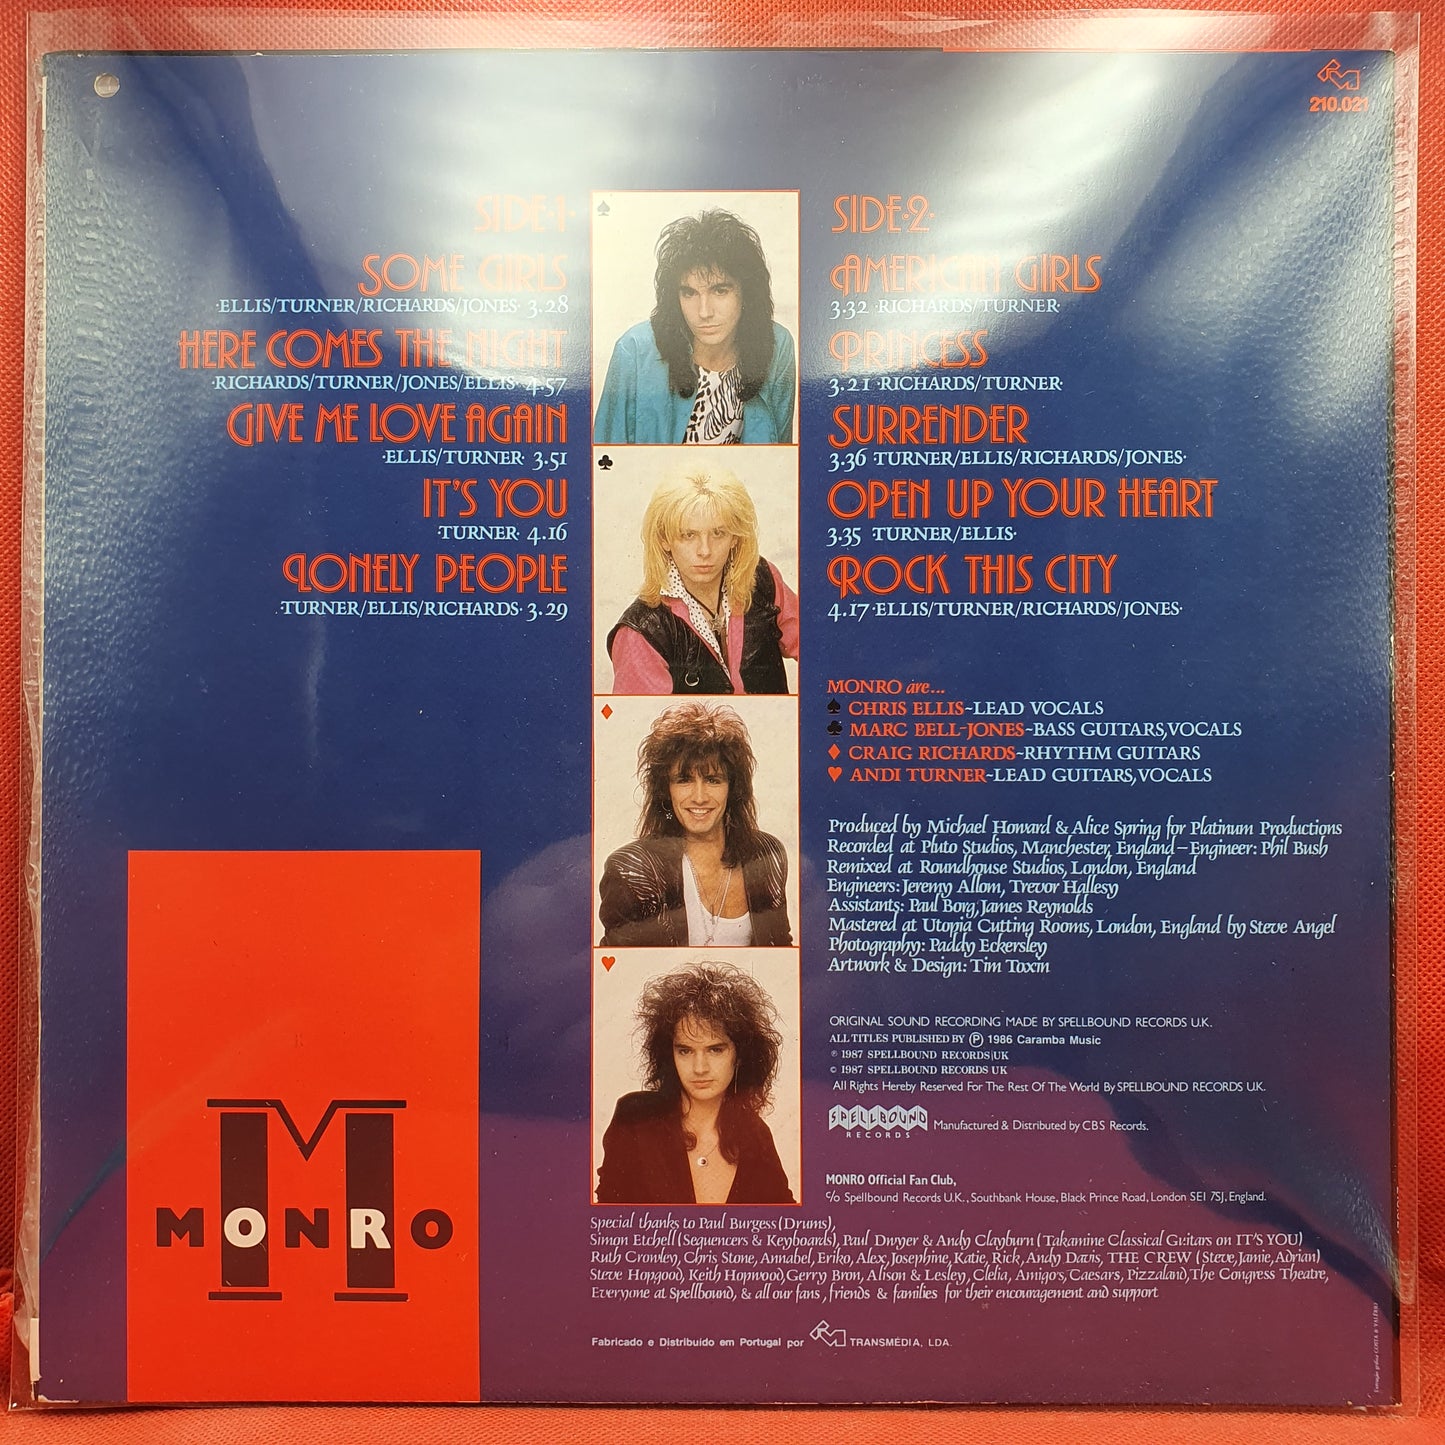 210.021
SIDE·1·
SOME GIRLS
·ELLIS/TURNER/RICHARDS/JONES· 3.28
HERE COMES THE NIGHT
·RICHARDS/TURNER/JONES/ELLIS· 4.57
GIVE ME LOVE AGAIN
·ELLIS/TURNER· 3.51
IT'S YOU
·TURNER· 4.16
LONELY PEOPLE
·TURNER/ELLIS/RICHARDS· 3.29
SIDE·2·
AMERICAN GIRLS
3.32 ·RICHARDS/TURNER·
PRINCESS
3.21 ·RICHARDS/TURNER·
SURRENDER
3.36 ·TURNER/ELLIS/RICHARDS/JONES·
OPEN UP YOUR HEART
3.35 TURNER/ELLIS·
ROCK THIS CITY
4.17 ·ELLIS/TURNER/RICHARDS/JONES·
MONRO are...
♠ CHRIS ELLIS~LEAD VOCALS
♣ MARC BELL-JONES~BASS GUITARS,VOCALS
♦ CRAIG RICHARDS~RHYTHM GUITARS
♥ ANDI TURNER~LEAD GUITARS,VOCALS
Produced by Michael Howard & Alice Spring for Platinum Productions
Recorded at Pluto Studios, Manchester, England – Engineer: Phil Bush
Remixed at Roundhouse Studios, London, England
Engineers: Jeremy Allom, Trevor Hallesy
Assistants: Paul Borg, James Reynolds
Mastered at Utopia Cutting Rooms, London, England by Steve Angel
Photography: Paddy Eckersley
Artwork & Design: Tim Toxin
ORIGINAL SOUND RECORDING MADE BY SPELLBOUND RECORDS U.K.
ALL TITLES PUBLISHED BY ℗ 1986 Caramba Music
℗ 1987 SPELLBOUND RECORDS UK
© 1987 SPELLBOUND RECORDS UK
All Rights Hereby Reserved For The Rest Of The World By SPELLBOUND RECORDS U.K.
SPELLBOUND
RECORDS
Manufactured & Distributed by CBS Records.
MONRO Official Fan Club,
c/o Spellbound Records U.K., Southbank House, Black Prince Road, London SE1 7SJ, England.
M
MONRO
Special thanks to Paul Burgess (Drums),
Simon Etchell (Sequencers & Keyboards), Paul Dwyer & Andy Clayburn (Takamine Classical Guitars on IT'S YOU)
Ruth Crowley, Chris Stone, Annabel, Eriko, Alex, Josephine, Katie, Rick, Andy Davis, THE CREW (Steve, Jamie, Adrian)
Steve Hopgood, Keith Hopwood, Gerry Bron, Alison & Lesley, Clelia, Amigos, Caesars, Pizzaland, The Congress Theatre,
Everyone at Spellbound, & all our fans, friends & families for their encouragement and support
Fabricado e Distribuído em Portugal por
TRANSMÉDIA, LDA.